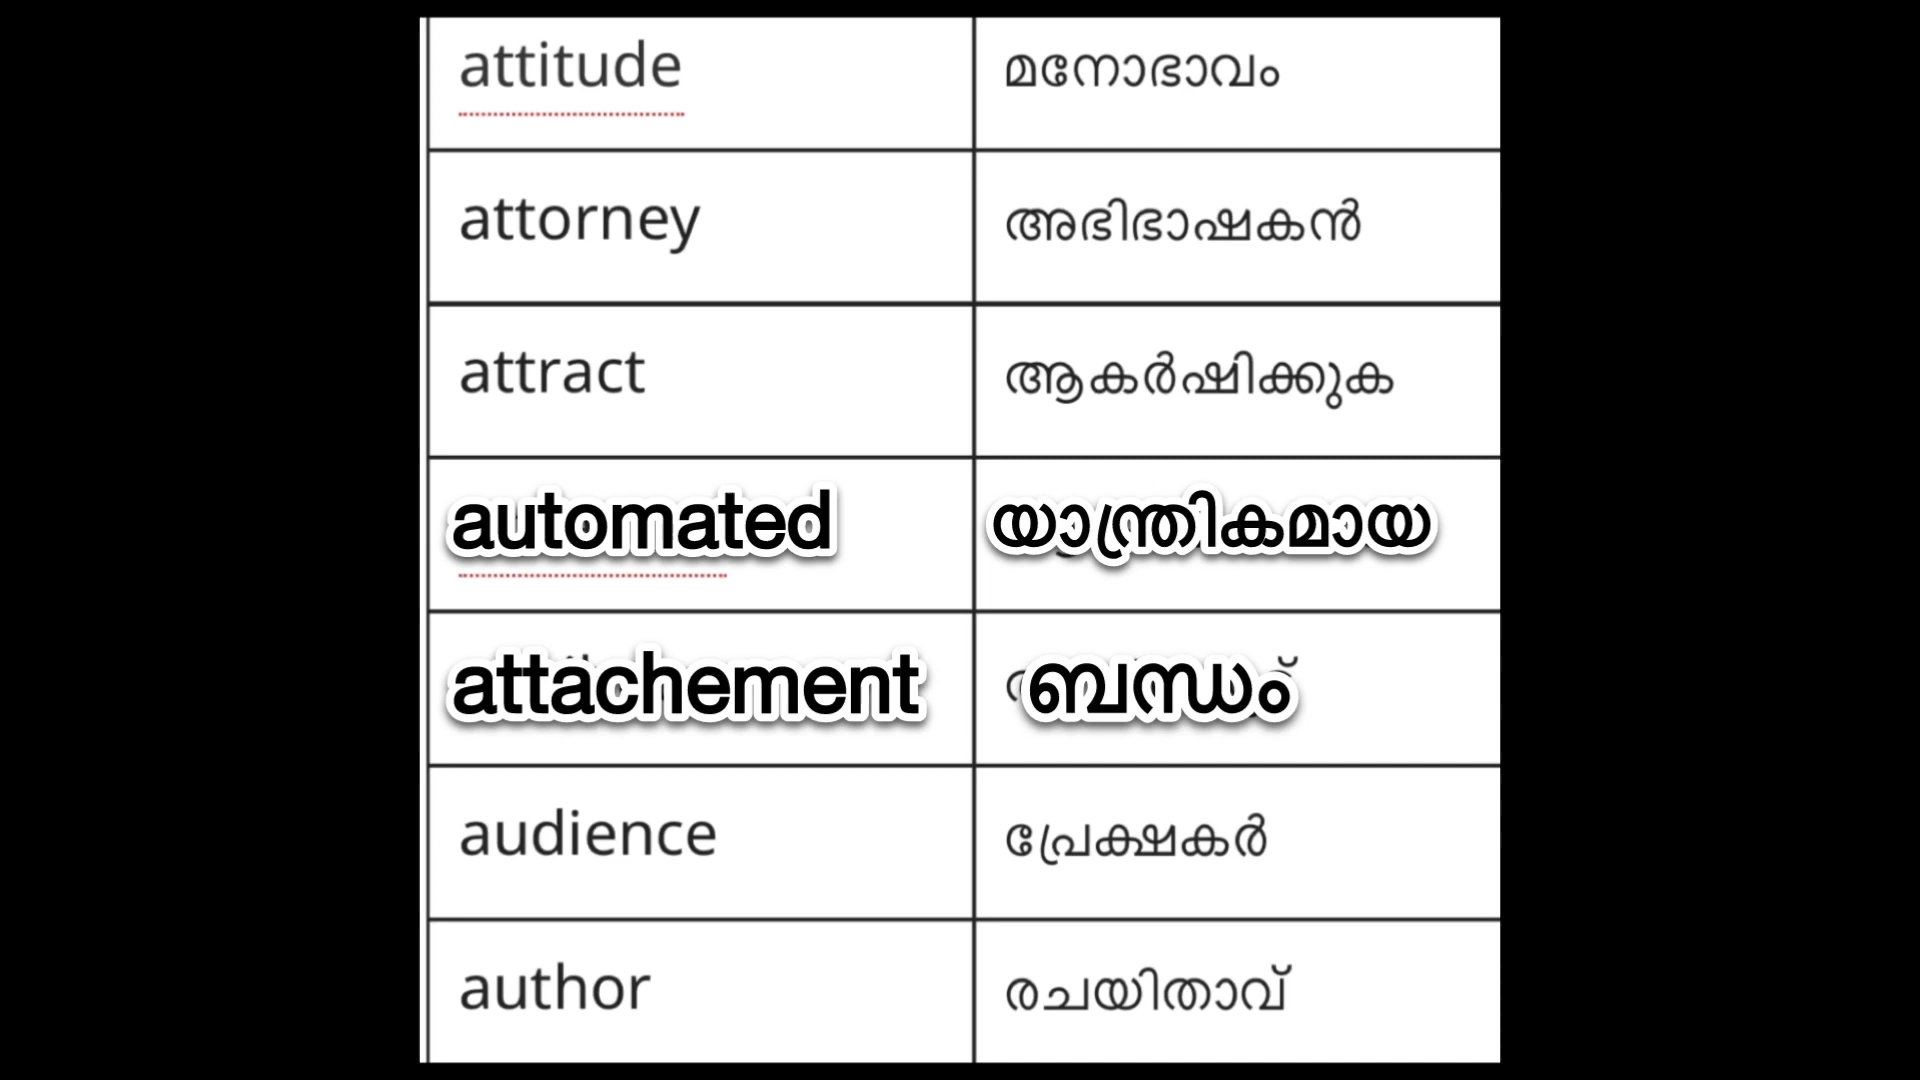 attitude മനോഭാവം
attorney അഭിഭാഷകൻ
attract ആകർഷിക്കുക
automated യാന്ത്രികമായ
attachement ബന്ധം
audience പ്രേക്ഷകർ
author രചയിതാവ്